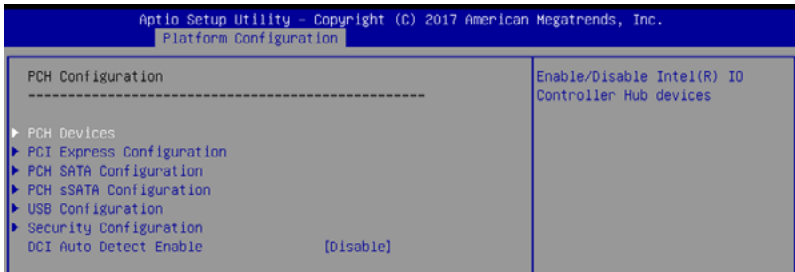 Aptio Setup Utility – Copyright (C) 2017 American Megatrends, Inc.
Platform Configuration
PCH Configuration
--------------------------------------------------
Enable/Disable Intel(R) IO
Controller Hub devices
PCH Devices
PCI Express Configuration
PCH SATA Configuration
PCH sSATA Configuration
USB Configuration
Security Configuration
DCI Auto Detect Enable [Disable]